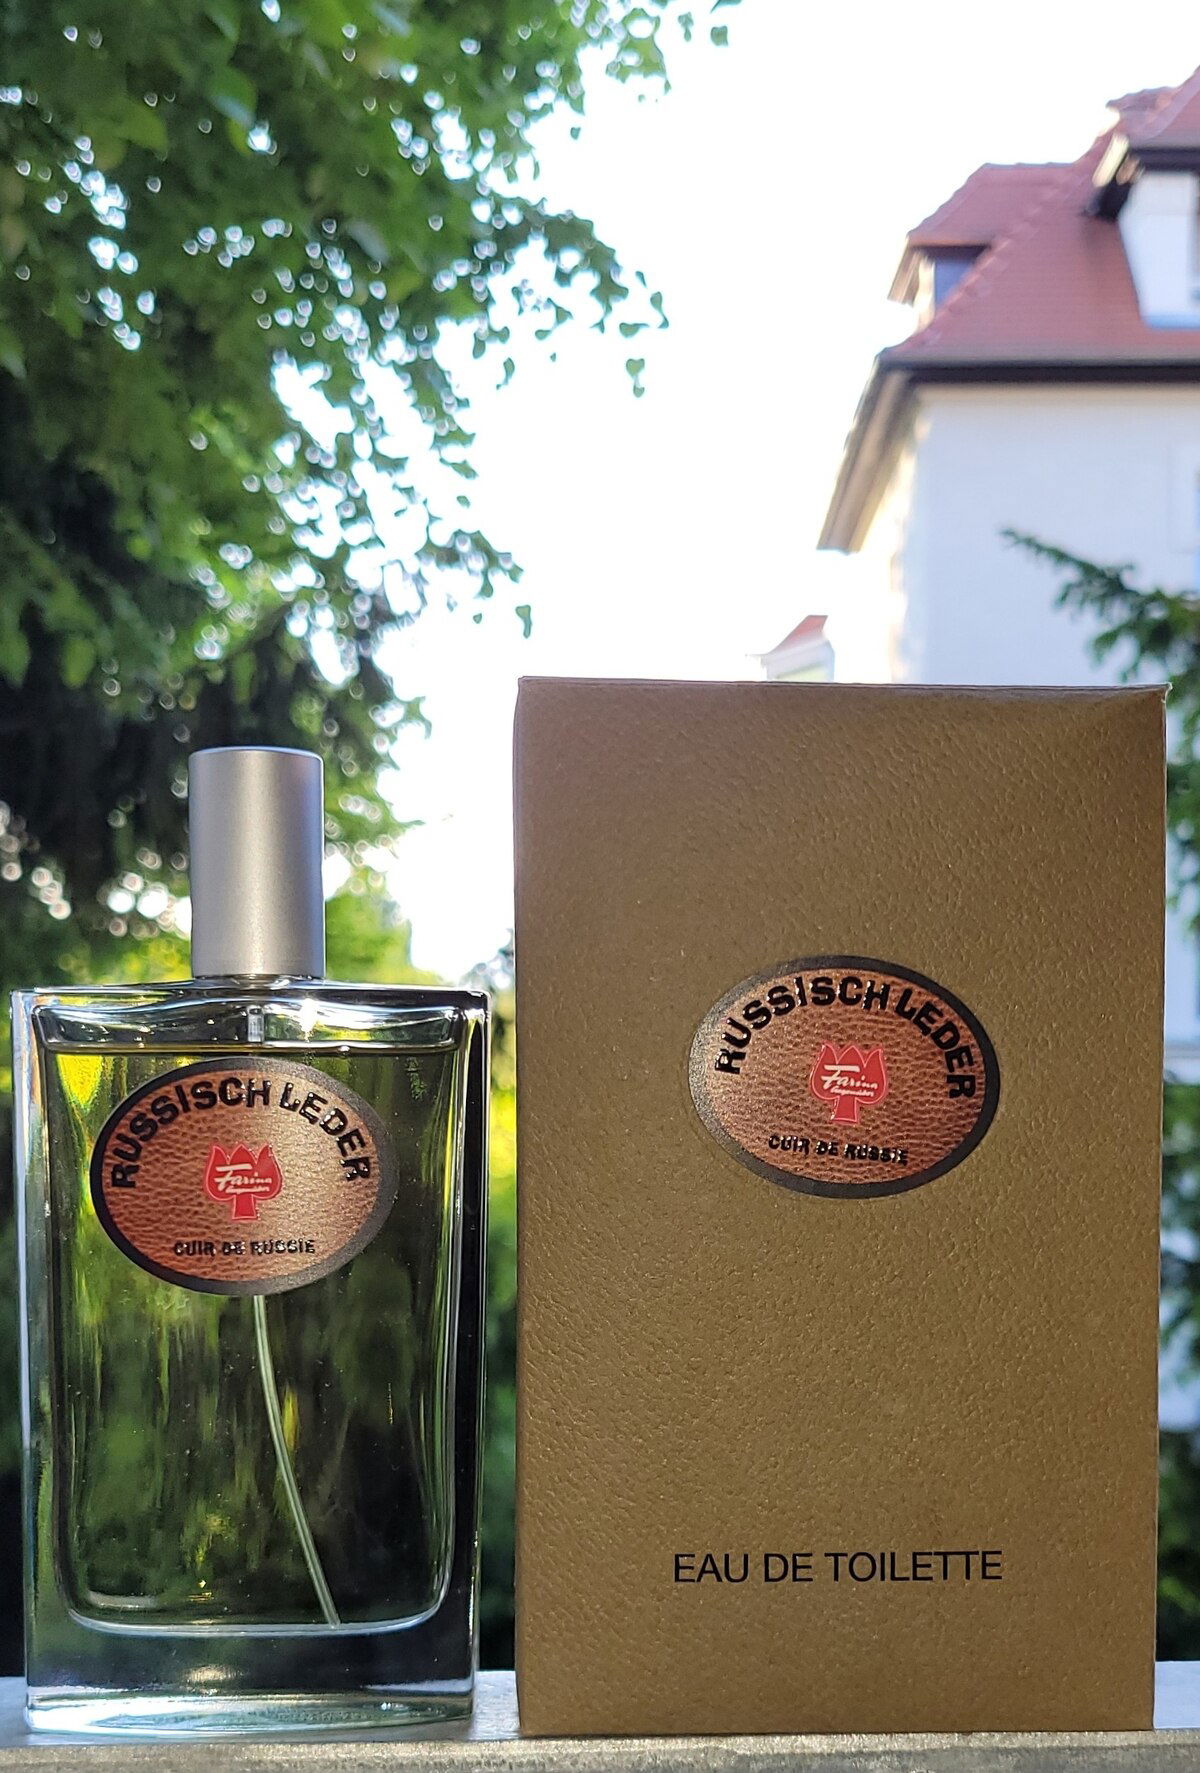 RUSSISCH LEDER
Farina
CUIR DE RUSSIE
RUSSISCH LEDER
Farina
CUIR DE RUSSIE
EAU DE TOILETTE